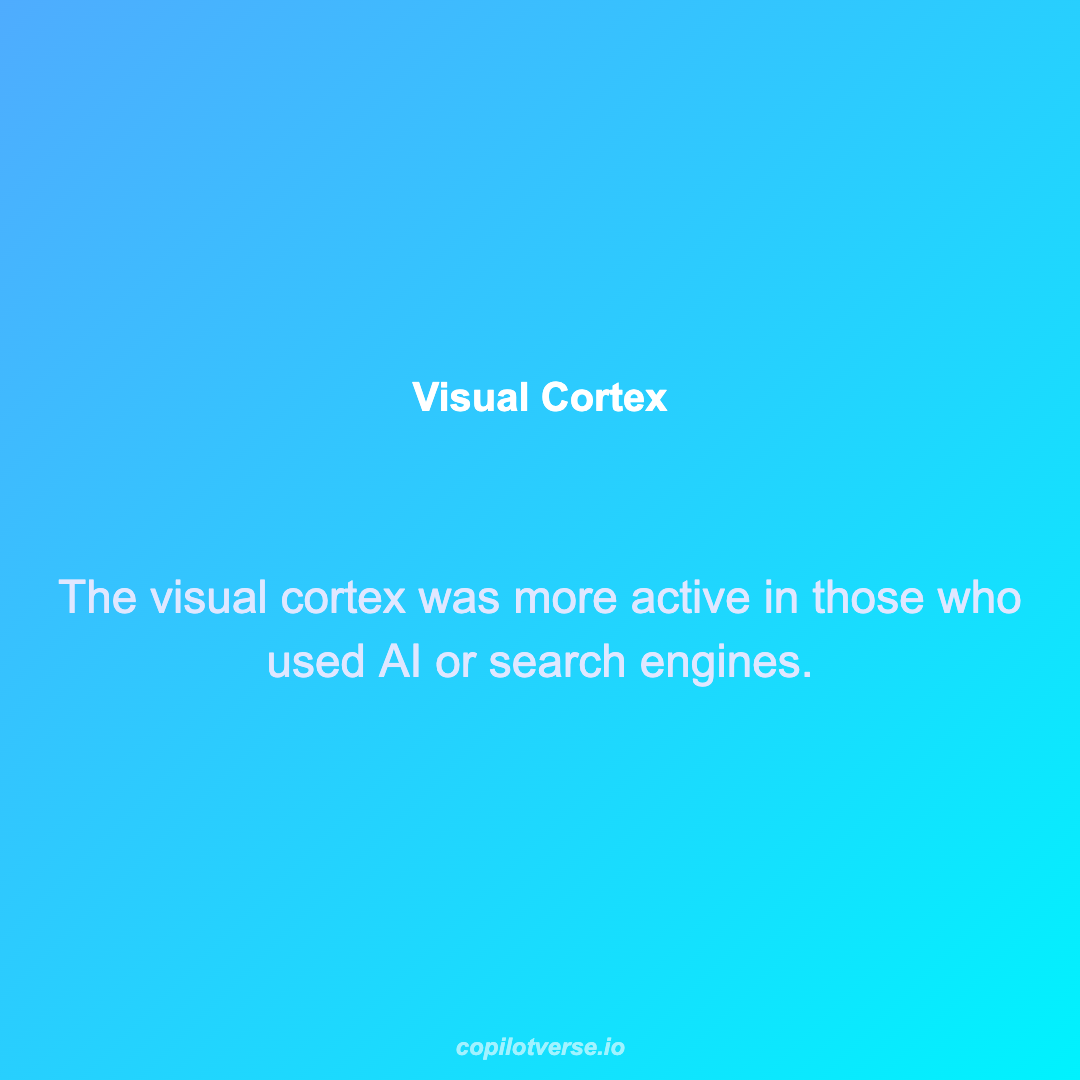 Visual Cortex
The visual cortex was more active in those who
used AI or search engines.
copilotverse.io